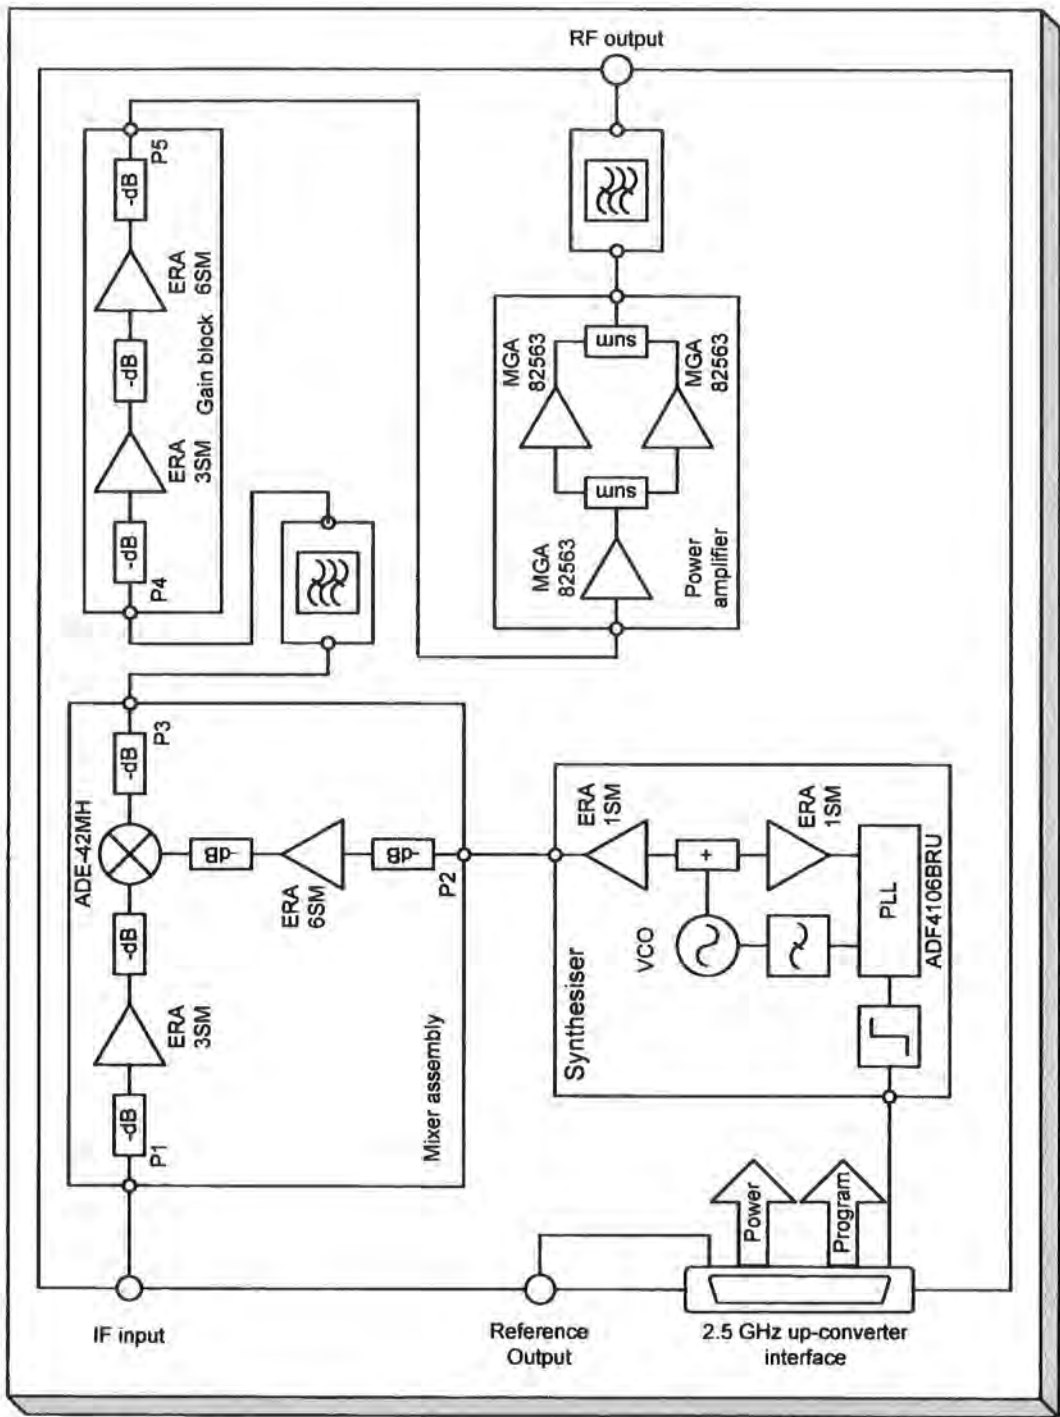 RF output
P5
-dB
ERA
6SM
-dB
Gain block
ERA
3SM
-dB
P4
sum
MGA
82563
MGA
82563
sum
MGA
82563
Power
amplifier
ADE-42MH
-dB
P3
-dB
ERA
6SM
-dB
P2
-dB
ERA
3SM
-dB
P1
Mixer assembly
ERA
1SM
+
ERA
1SM
VCO
PLL
ADF4106BRU
Synthesiser
Power
Program
IF input
Reference
Output
2.5 GHz up-converter
interface